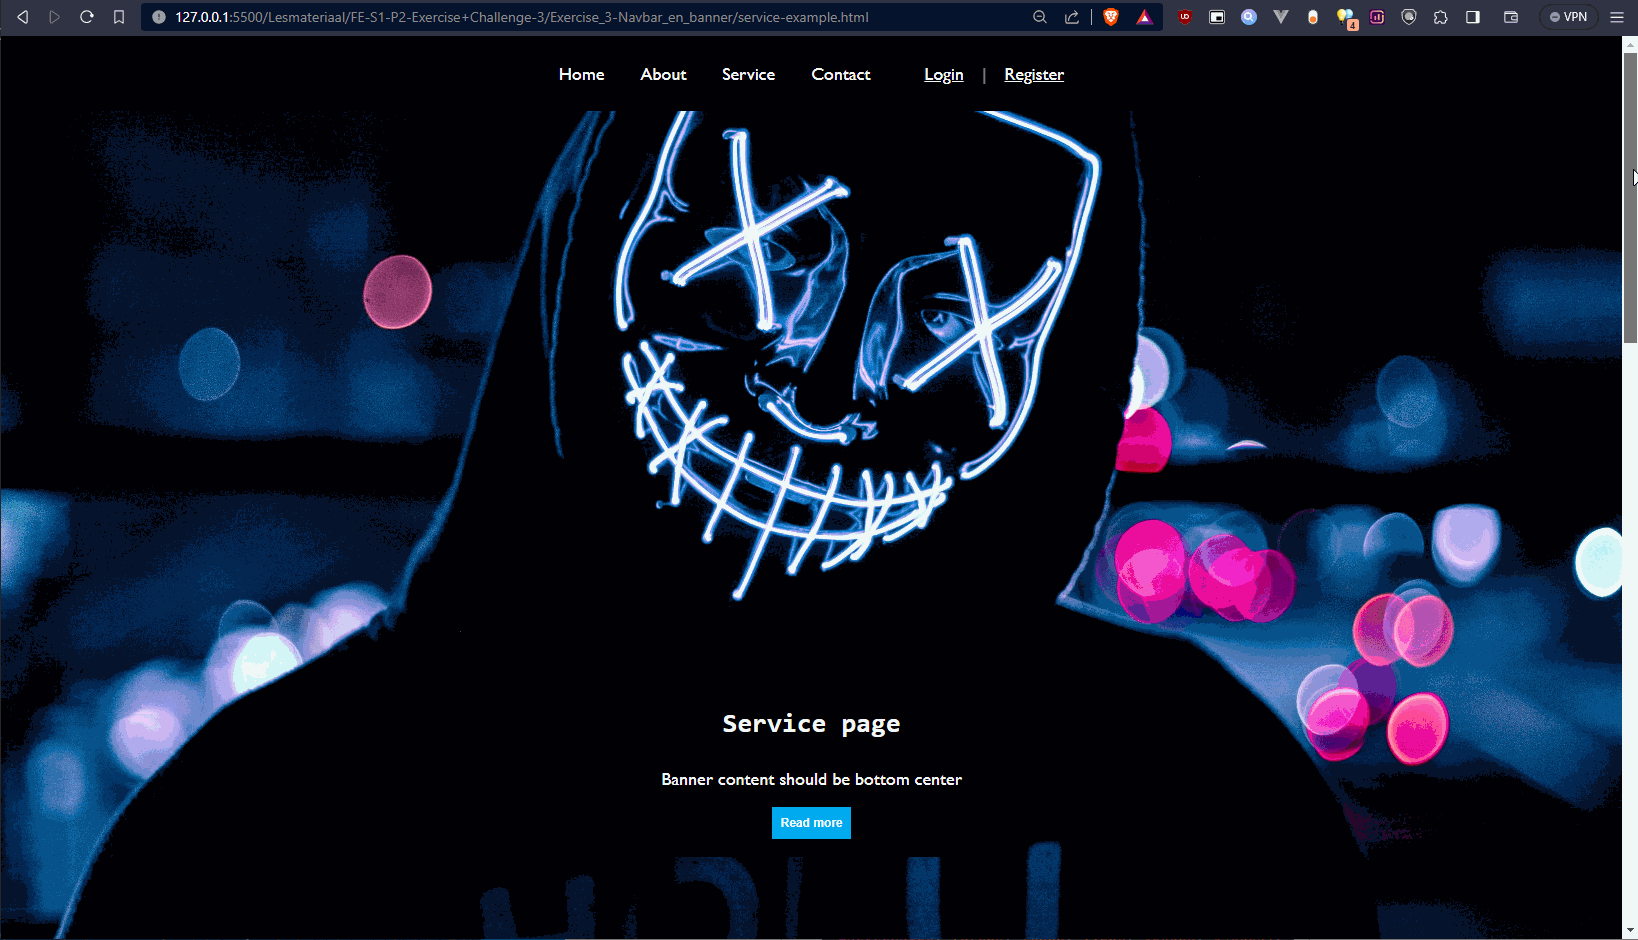 127.0.0.1:5500/Lesmateriaal/FE-S1-P2-Exercise+Challenge-3/Exercise_3-Navbar_en_banner/service-example.html
4
VPN
Home About Service Contact Login | Register
Service page
Banner content should be bottom center
Read more